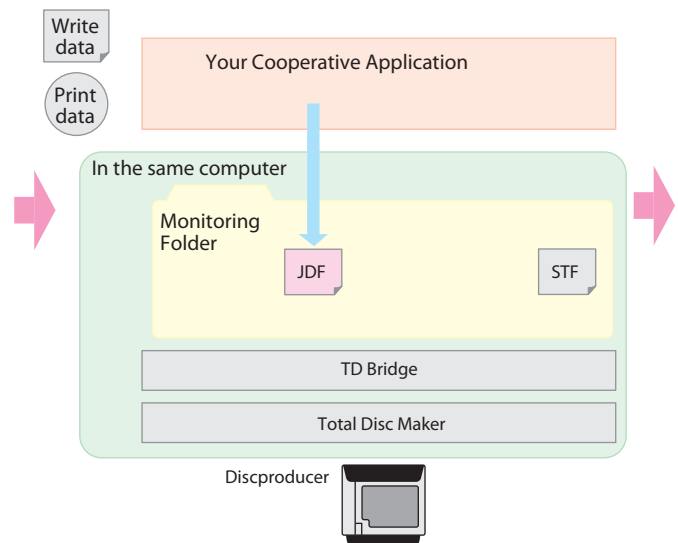 Write
data
Print
data
Your Cooperative Application
In the same computer
Monitoring
Folder
JDF
STF
TD Bridge
Total Disc Maker
Discproducer